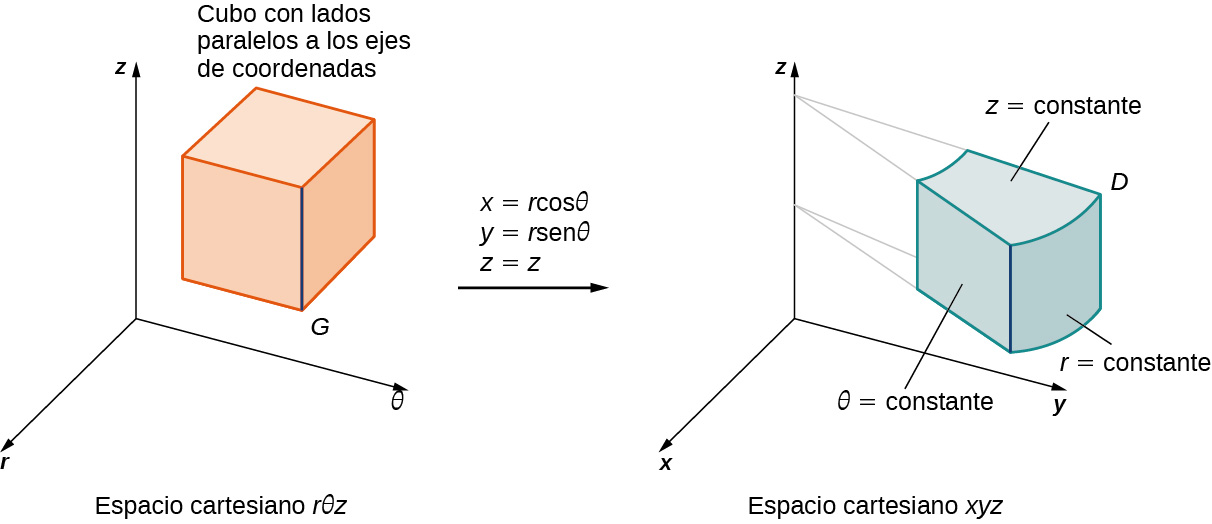 Cubo con lados
paralelos a los ejes
de coordenadas
z
G
θ
r
Espacio cartesiano rθz
x = rcosθ
y = rsenθ
z = z
z
z = constante
D
r = constante
θ = constante
y
x
Espacio cartesiano xyz